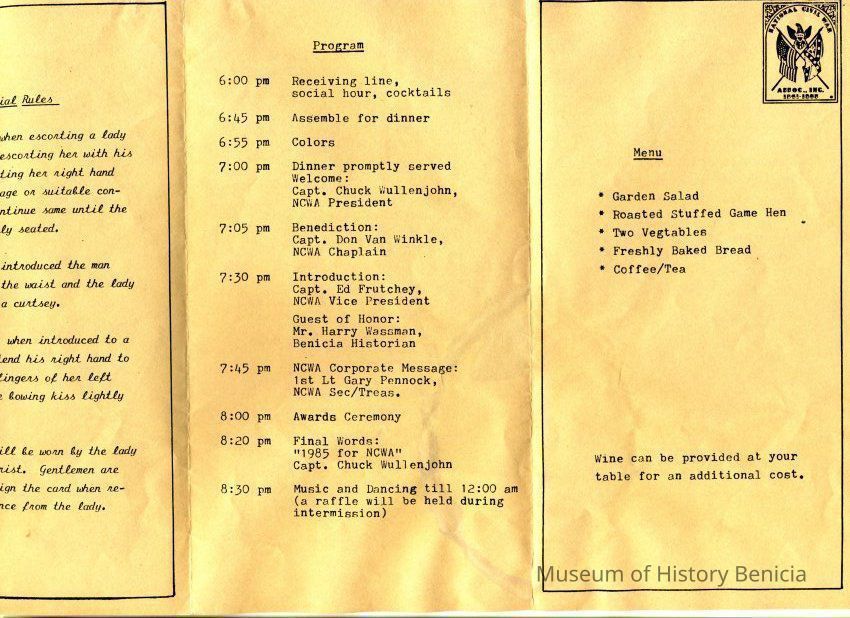 ial Rules
when escorting a lady
escorting her with his
ting her right hand
age or suitable con-
ntinue same until the
ly seated.
introduced the man
the waist and the lady
a curtsey.
when introduced to a
tend his right hand to
fingers of her left
e bowing kiss lightly
ill be worn by the lady
rist. Gentlemen are
ign the card when re-
nce from the lady.
Program
6:00 pm Receiving line,
social hour, cocktails
6:45 pm Assemble for dinner
6:55 pm Colors
7:00 pm Dinner promptly served
Welcome:
Capt. Chuck Wullenjohn,
NCWA President
7:05 pm Benediction:
Capt. Don Van Winkle,
NCWA Chaplain
7:30 pm Introduction:
Capt. Ed Frutchey,
NCWA Vice President
Guest of Honor:
Mr. Harry Wassman,
Benicia Historian
7:45 pm NCWA Corporate Message:
1st Lt Gary Pennock,
NCWA Sec/Treas.
8:00 pm Awards Ceremony
8:20 pm Final Words:
"1985 for NCWA"
Capt. Chuck Wullenjohn
8:30 pm Music and Dancing till 12:00 am
(a raffle will be held during
intermission)
NATIONAL CIVIL WAR
ASSOC., INC.
1861-1865
Menu
* Garden Salad
* Roasted Stuffed Game Hen
* Two Vegtables
* Freshly Baked Bread
* Coffee/Tea
Wine can be provided at your
table for an additional cost.
Museum of History Benicia